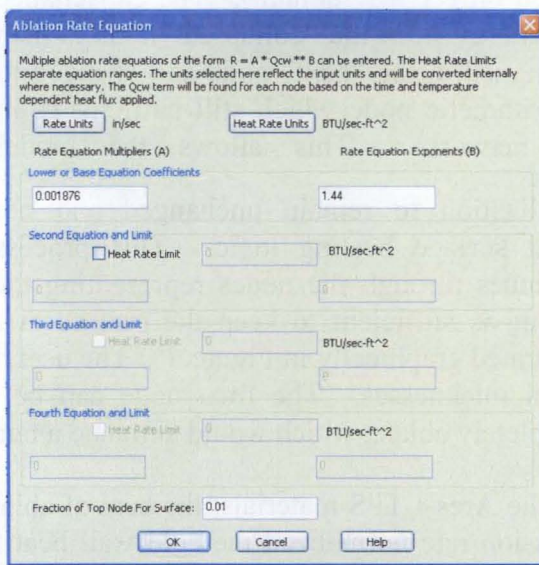 Ablation Rate Equation
Multiple ablation rate equations of the form R = A * Qcw ** B can be entered. The Heat Rate Limits
separate equation ranges. The units selected here reflect the input units and will be converted internally
where necessary. The Qcw term will be found for each node based on the time and temperature
dependent heat flux applied.
Rate Units in/sec Heat Rate Units BTU/sec-ft^2
Rate Equation Multipliers (A) Rate Equation Exponents (B)
Lower or Base Equation Coefficients
0.001876 1.44
Second Equation and Limit
Heat Rate Limit 0 BTU/sec-ft^2
0 0
Third Equation and Limit
Heat Rate Limit 0 BTU/sec-ft^2
0 0
Fourth Equation and Limit
Heat Rate Limit 0 BTU/sec-ft^2
0 0
Fraction of Top Node For Surface: 0.01
OK Cancel Help